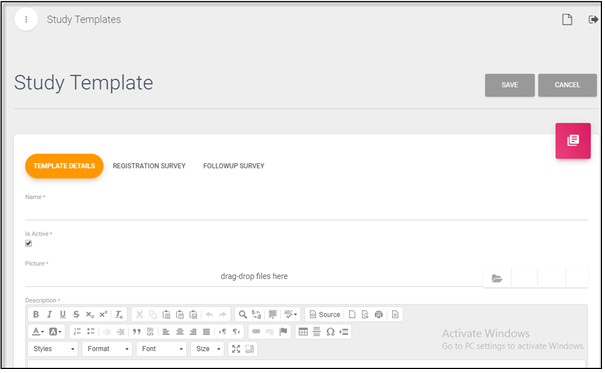 Study Templates
Study Template
SAVE
CANCEL
TEMPLATE DETAILS
REGISTRATION SURVEY
FOLLOWUP SURVEY
Name *
Is Active *
Picture *
drag-drop files here
Description *
Source
Styles
Format
Font
Size
Activate Windows
Go to PC settings to activate Windows.